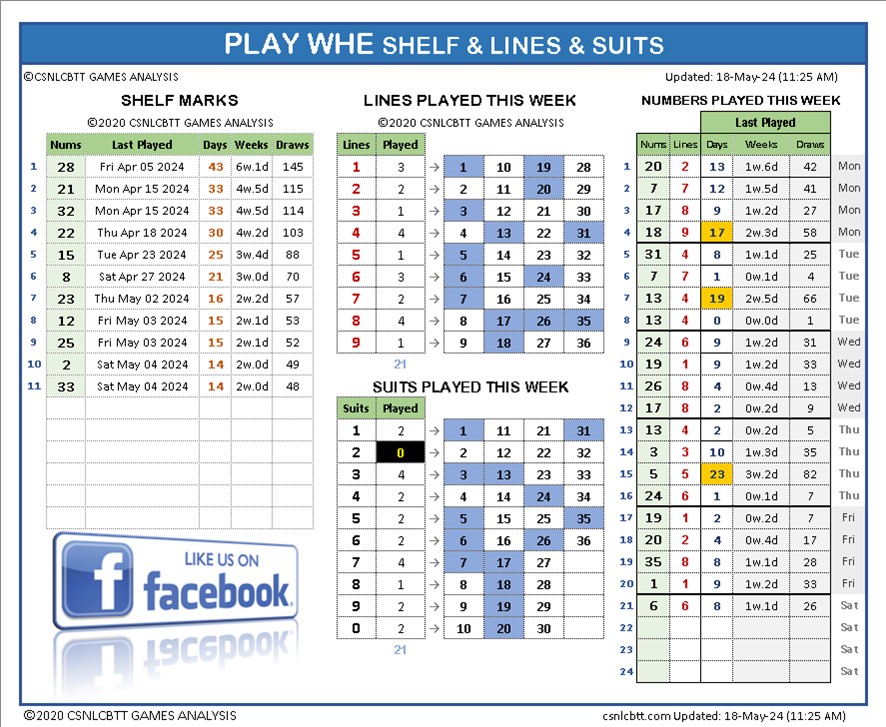 PLAY WHE SHELF & LINES & SUITS
©CSNLCBTT GAMES ANALYSIS
Updated: 18-May-24 (11:25 AM)
SHELF MARKS
©2020 CSNLCBTT GAMES ANALYSIS
Nums Last Played Days Weeks Draws
1 28 Fri Apr 05 2024 43 6w.1d 145
2 21 Mon Apr 15 2024 33 4w.5d 115
3 32 Mon Apr 15 2024 33 4w.5d 114
4 22 Thu Apr 18 2024 30 4w.2d 103
5 15 Tue Apr 23 2024 25 3w.4d 88
6 8 Sat Apr 27 2024 21 3w.0d 70
7 23 Thu May 02 2024 16 2w.2d 57
8 12 Fri May 03 2024 15 2w.1d 53
9 25 Fri May 03 2024 15 2w.1d 52
10 2 Sat May 04 2024 14 2w.0d 49
11 33 Sat May 04 2024 14 2w.0d 48
LIKE US ON
f facebook
LINES PLAYED THIS WEEK
©2020 CSNLCBTT GAMES ANALYSIS
Lines Played
1 3 → 1 10 19 28
2 2 → 2 11 20 29
3 1 → 3 12 21 30
4 4 → 4 13 22 31
5 1 → 5 14 23 32
6 3 → 6 15 24 33
7 2 → 7 16 25 34
8 4 → 8 17 26 35
9 1 → 9 18 27 36
21
SUITS PLAYED THIS WEEK
Suits Played
1 2 → 1 11 21 31
2 0 → 2 12 22 32
3 4 → 3 13 23 33
4 2 → 4 14 24 34
5 2 → 5 15 25 35
6 2 → 6 16 26 36
7 4 → 7 17 27
8 1 → 8 18 28
9 2 → 9 19 29
0 2 → 10 20 30
21
NUMBERS PLAYED THIS WEEK
Last Played
Nums Lines Days Weeks Draws
1 20 2 13 1w.6d 42 Mon
2 7 7 12 1w.5d 41 Mon
3 17 8 9 1w.2d 27 Mon
4 18 9 17 2w.3d 58 Mon
5 31 4 8 1w.1d 25 Tue
6 7 7 1 0w.1d 4 Tue
7 13 4 19 2w.5d 66 Tue
8 13 4 0 0w.0d 1 Tue
9 24 6 9 1w.2d 31 Wed
10 19 1 9 1w.2d 33 Wed
11 26 8 4 0w.4d 13 Wed
12 17 8 2 0w.2d 9 Wed
13 13 4 2 0w.2d 5 Thu
14 3 3 10 1w.3d 35 Thu
15 5 5 23 3w.2d 82 Thu
16 24 6 1 0w.1d 7 Thu
17 19 1 2 0w.2d 7 Fri
18 20 2 4 0w.4d 17 Fri
19 35 8 8 1w.1d 28 Fri
20 1 1 9 1w.2d 33 Fri
21 6 6 8 1w.1d 26 Sat
22 Sat
23 Sat
24 Sat
©2020 CSNLCBTT GAMES ANALYSIS
csnlcbtt.com Updated: 18-May-24 (11:25 AM)